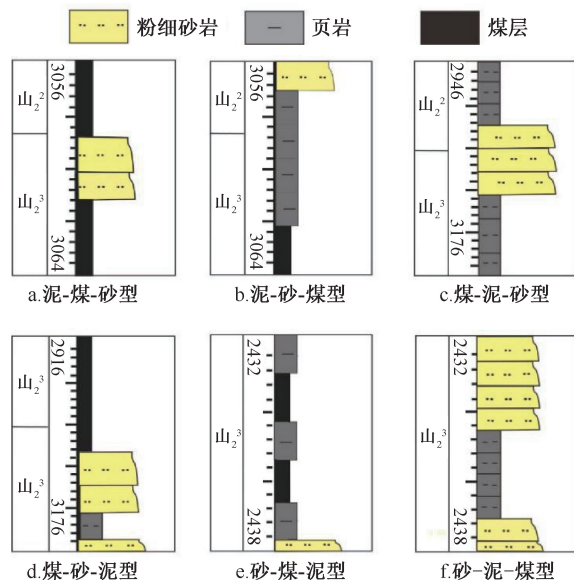 粉细砂岩 页岩 煤层
山₂² 山₂³ 3056 3064
a.泥-煤-砂型
山₂² 山₂³ 3056 3064
b.泥-砂-煤型
山₂² 山₂³ 2946 3176
c.煤-泥-砂型
山₂³ 山₂³ 2916 3176
d.煤-砂-泥型
山₂³ 2432 2438
e.砂-煤-泥型
山₂³ 2432 2438
f.砂-泥-煤型